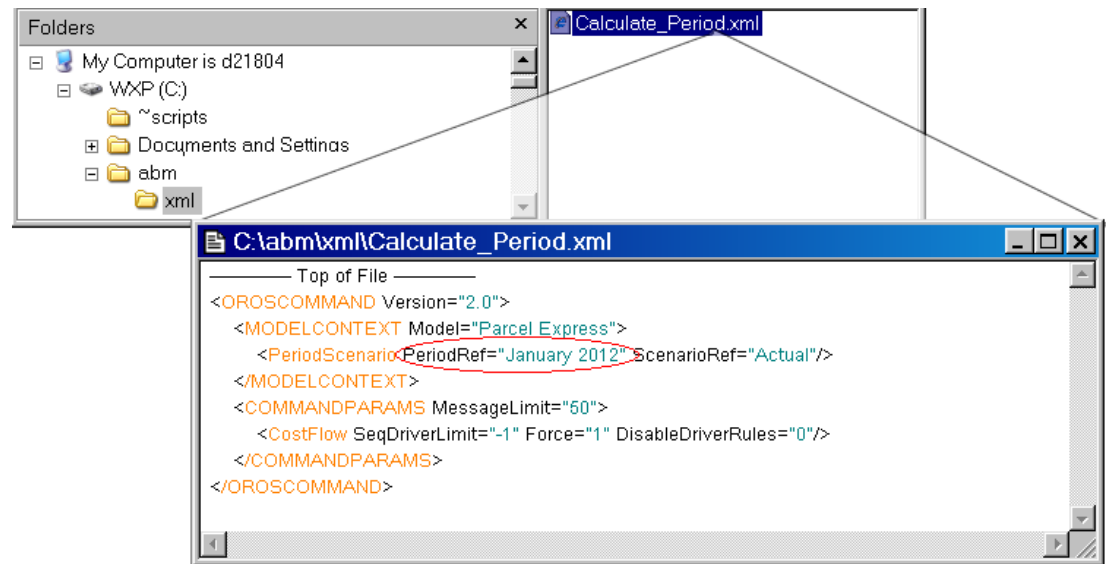 Folders
My Computer is d21804
WXP (C:)
~scripts
Documents and Settings
abm
xml
Calculate_Period.xml
C:\abm\xml\Calculate_Period.xml
Top of File
<OROSCOMMAND Version="2.0">
<MODELCONTEXT Model="Parcel Express">
<PeriodScenario PeriodRef="January 2012" ScenarioRef="Actual"/>
</MODELCONTEXT>
<COMMANDPARAMS MessageLimit="50">
<CostFlow SeqDriverLimit="-1" Force="1" DisableDriverRules="0"/>
</COMMANDPARAMS>
</OROSCOMMAND>